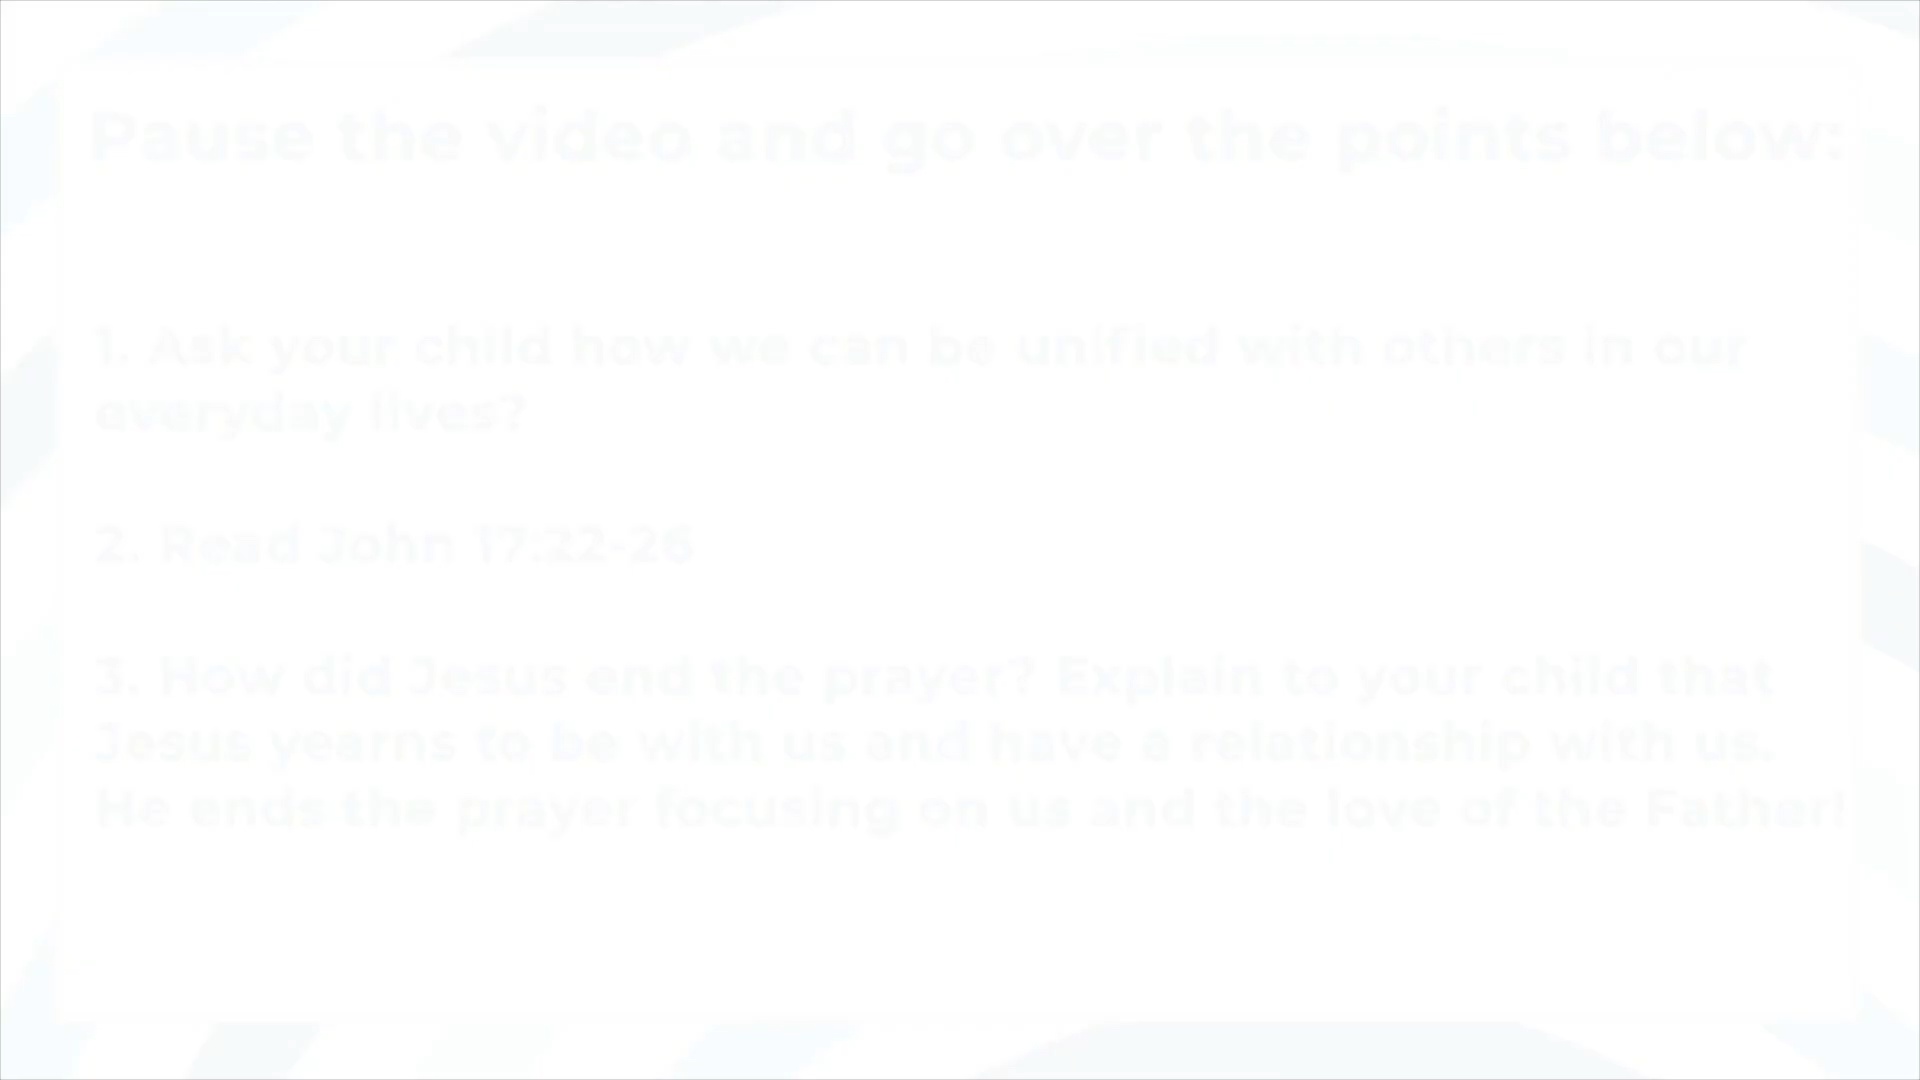 Pause the video and go over the points below:
1. Ask your child how we can be unified with others in our
everyday lives?
2. Read John 17:22-26
3. How did Jesus end the prayer? Explain to your child that
Jesus yearns to be with us and have a relationship with us.
He ends the prayer focusing on us and the love of the Father!